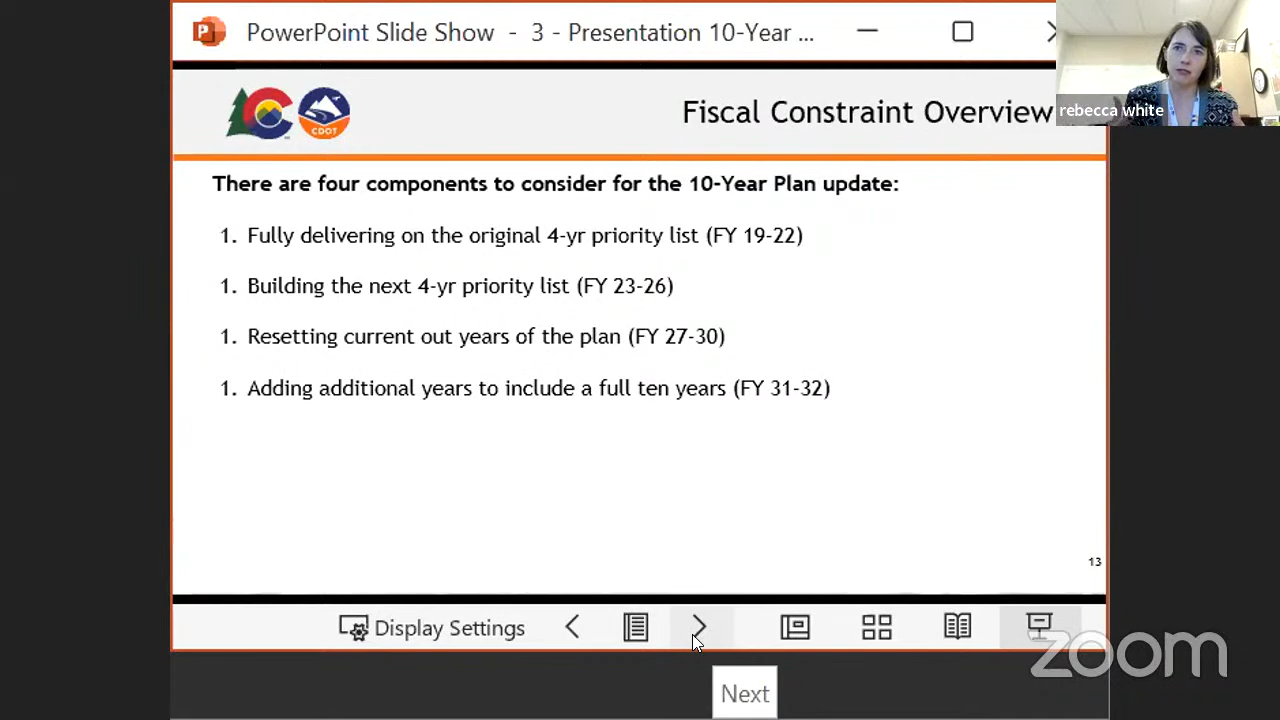 PowerPoint Slide Show - 3 - Presentation 10-Year ...
rebecca white
CDOT
Fiscal Constraint Overview
There are four components to consider for the 10-Year Plan update:
1. Fully delivering on the original 4-yr priority list (FY 19-22)
1. Building the next 4-yr priority list (FY 23-26)
1. Resetting current out years of the plan (FY 27-30)
1. Adding additional years to include a full ten years (FY 31-32)
13
Display Settings
zoom
Next